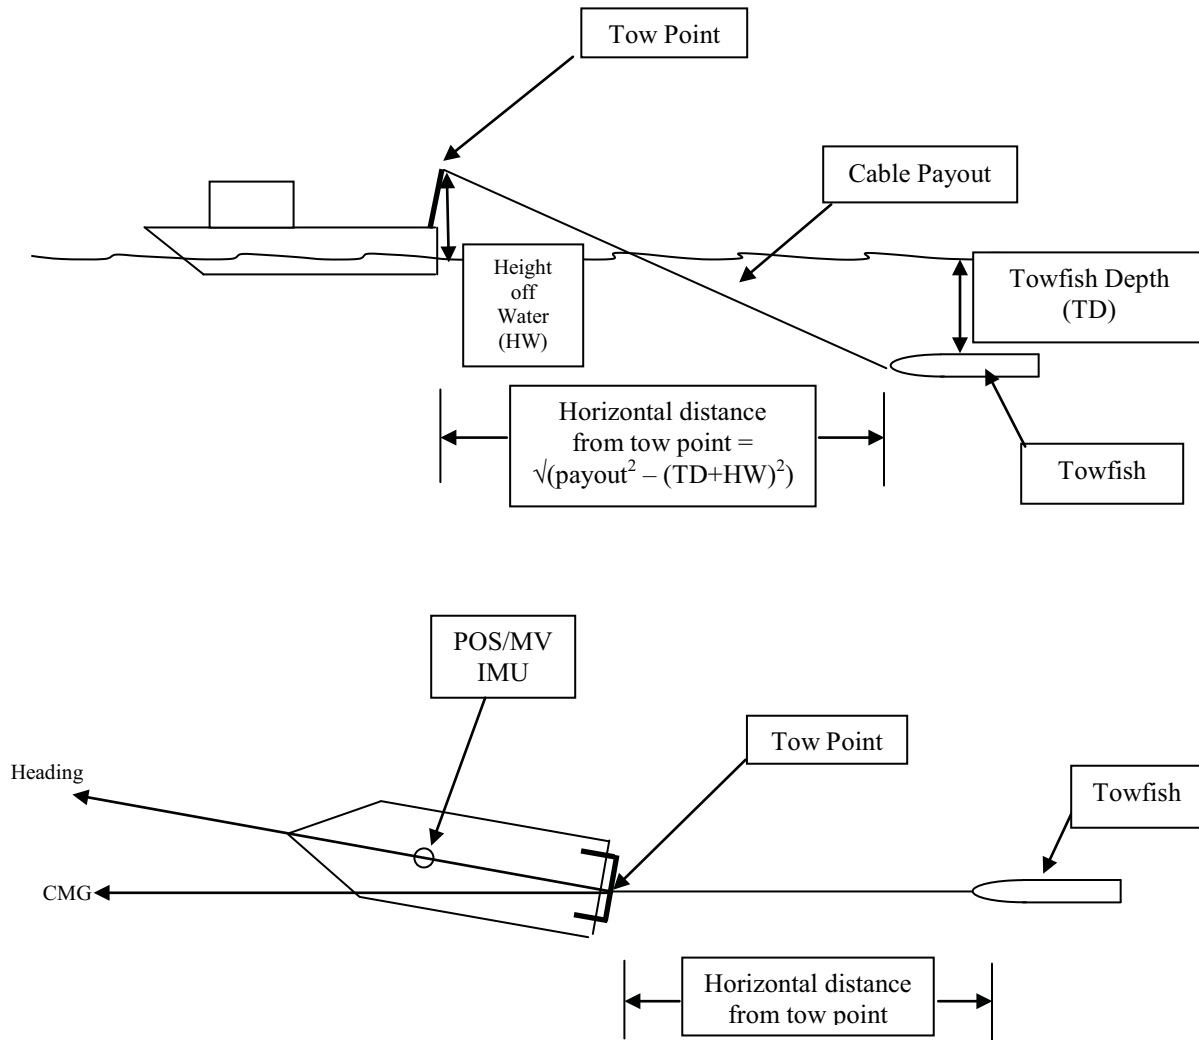 Tow Point
Cable Payout
Height
off
Water
(HW)
Towfish Depth
(TD)
Horizontal distance
from tow point =
√(payout² – (TD+HW)²)
Towfish
POS/MV
IMU
Tow Point
Heading
Towfish
CMG
Horizontal distance
from tow point